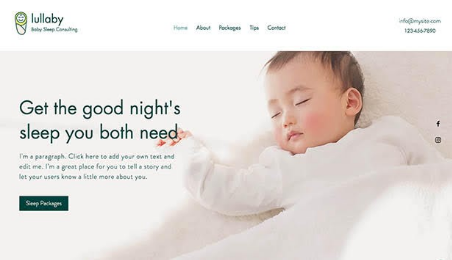 lullaby
Baby Sleep Consulting
Home About Packages Tips Contact
info@mysite.com
123-456-7890
Get the good night's
sleep you both need.
I'm a paragraph. Click here to add your own text and
edit me. I'm a great place for you to tell a story and
let your users know a little more about you.
Sleep Packages